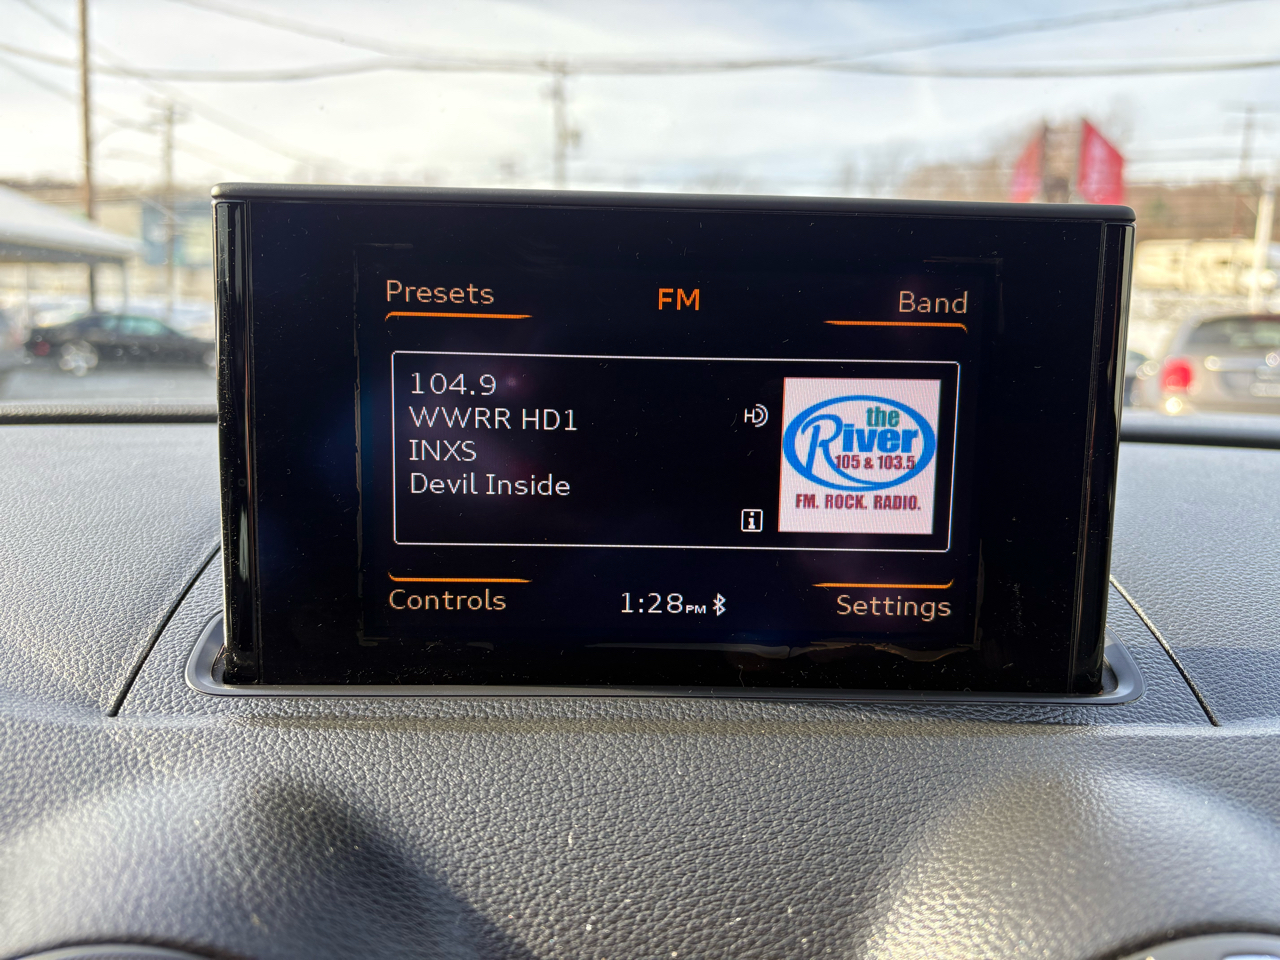 Presets
FM
Band
104.9
WWRR HD1
INXS
Devil Inside
HD
the
River
105 & 103.5
FM. ROCK. RADIO.
i
Controls
1:28PM
Settings